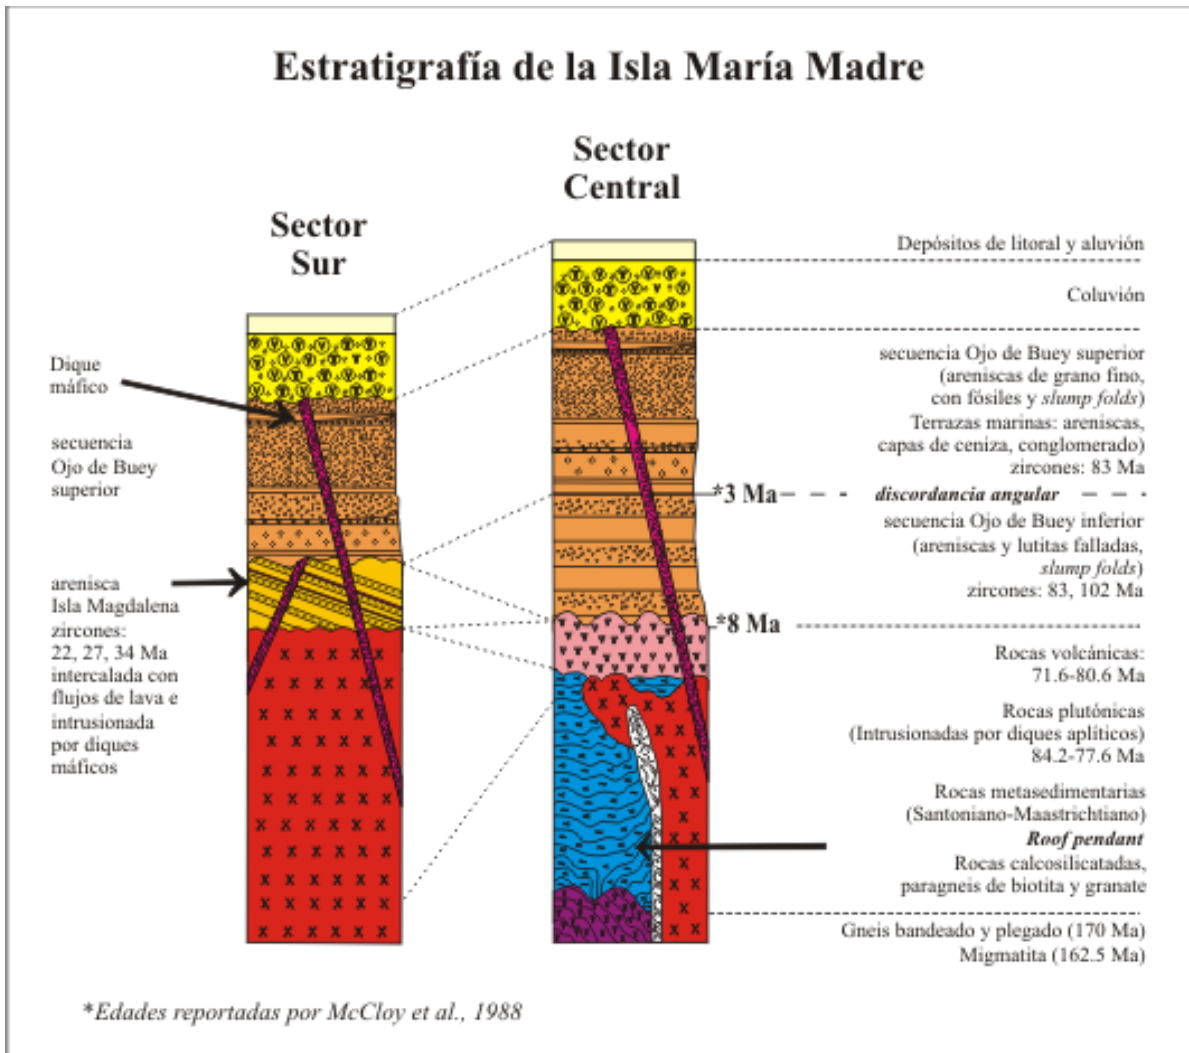 Estratigrafía de la Isla María Madre
Sector
Sur
Sector
Central
Dique
máfico
secuencia
Ojo de Buey
superior
arenisca
Isla Magdalena
zircones:
22, 27, 34 Ma
intercalada con
flujos de lava e
intrusionada
por diques
máficos
Depósitos de litoral y aluvión
Coluvión
secuencia Ojo de Buey superior
(areniscas de grano fino,
con fósiles y slump folds)
Terrazas marinas: areniscas,
capas de ceniza, conglomerado)
zircones: 83 Ma
*3 Ma
discordancia angular
secuencia Ojo de Buey inferior
(areniscas y lutitas falladas,
slump folds)
zircones: 83, 102 Ma
*8 Ma
Rocas volcánicas:
71.6-80.6 Ma
Rocas plutónicas
(Intrusionadas por diques aplíticos)
84.2-77.6 Ma
Rocas metasedimentarias
(Santoniano-Maastrichtiano)
Roof pendant
Rocas calcosilicatadas,
paragneis de biotita y granate
Gneis bandeado y plegado (170 Ma)
Migmatita (162.5 Ma)
*Edades reportadas por McCloy et al., 1988